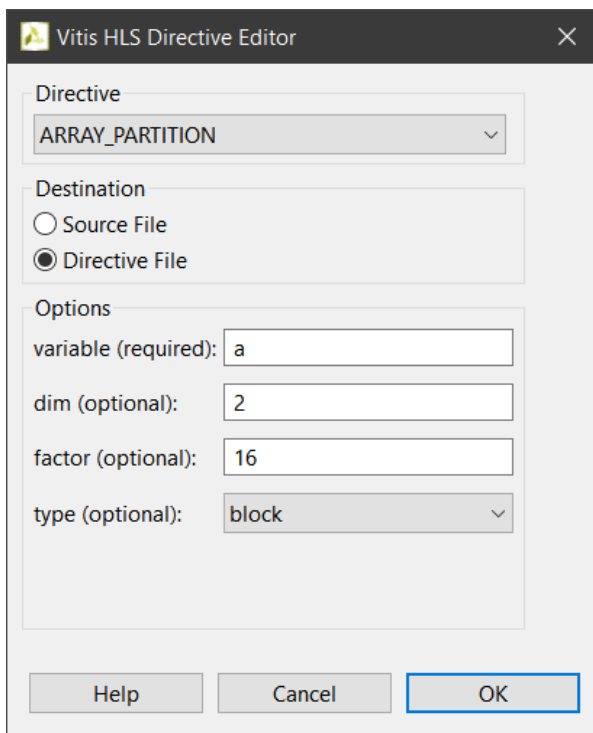 Vitis HLS Directive Editor
Directive
ARRAY_PARTITION
Destination
Source File
Directive File
Options
variable (required): a
dim (optional): 2
factor (optional): 16
type (optional): block
Help Cancel OK